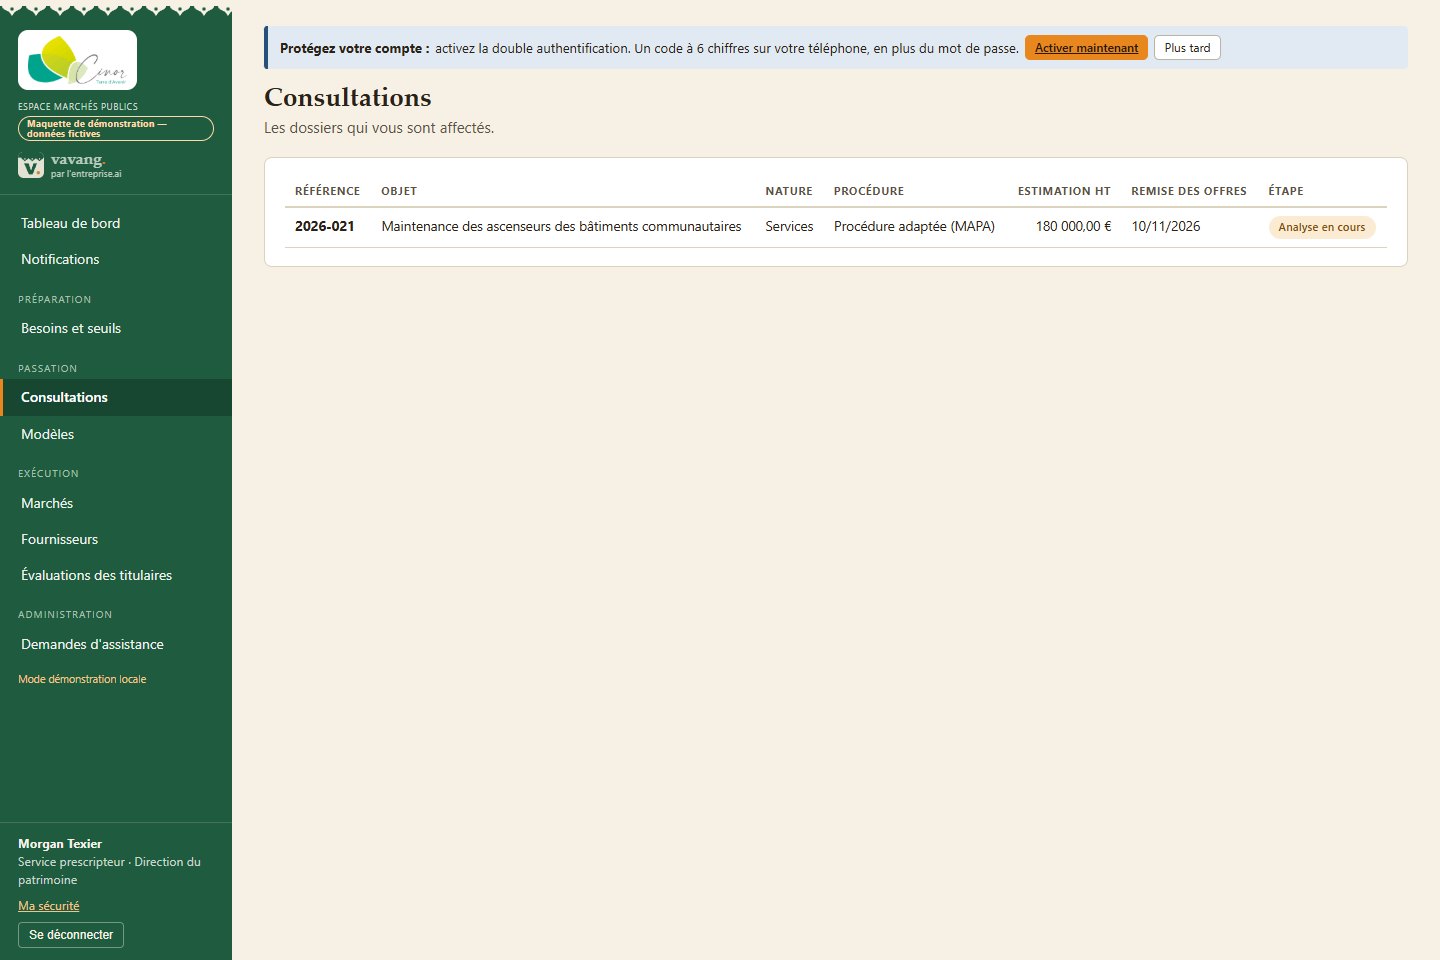 Cinor
ESPACE MARCHÉS PUBLICS
Maquette de démonstration —
données fictives
vavang.
par l'entreprise.ai
Tableau de bord
Notifications
PRÉPARATION
Besoins et seuils
PASSATION
Consultations
Modèles
EXÉCUTION
Marchés
Fournisseurs
Évaluations des titulaires
ADMINISTRATION
Demandes d'assistance
Mode démonstration locale
Morgan Texier
Service prescripteur · Direction du
patrimoine
Ma sécurité
Se déconnecter
Protégez votre compte : activez la double authentification. Un code à 6 chiffres sur votre téléphone, en plus du mot de passe. Activer maintenant Plus tard
Consultations
Les dossiers qui vous sont affectés.
RÉFÉRENCE OBJET NATURE PROCÉDURE ESTIMATION HT REMISE DES OFFRES ÉTAPE
2026-021 Maintenance des ascenseurs des bâtiments communautaires Services Procédure adaptée (MAPA) 180 000,00 € 10/11/2026 Analyse en cours